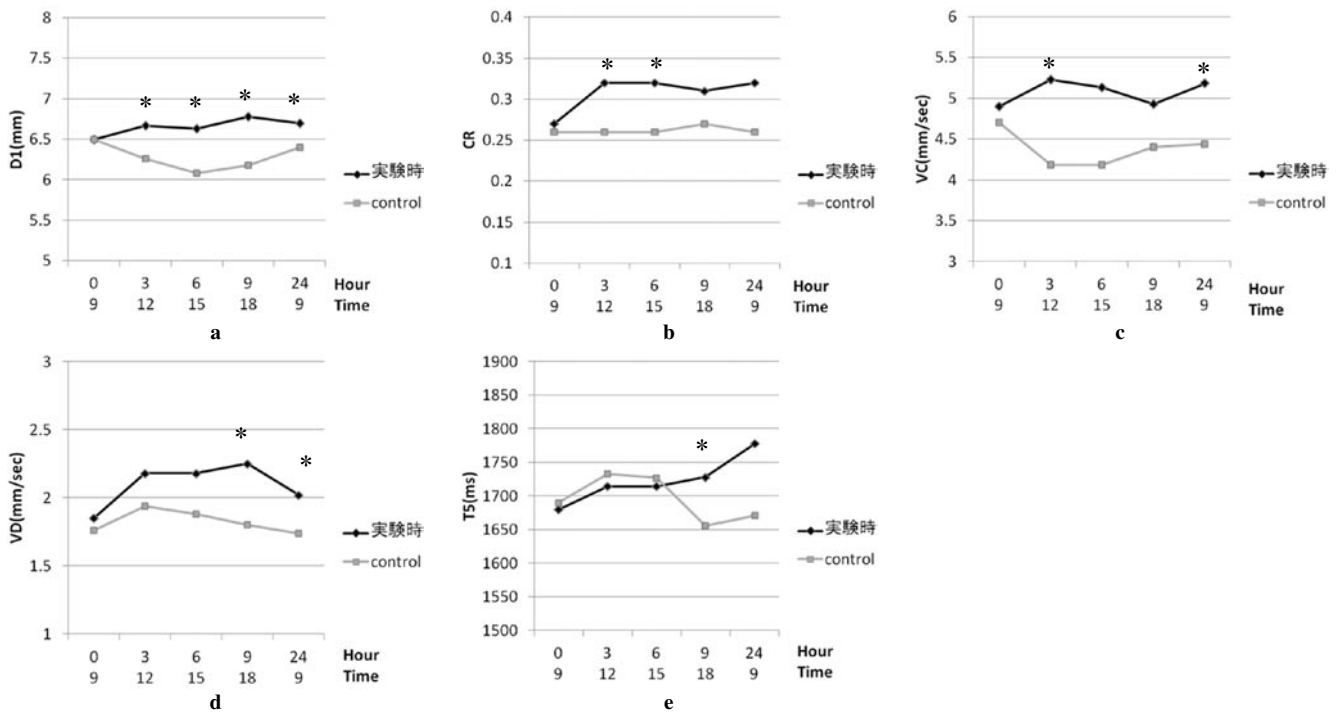 8
7.5
7
6.5
6
5.5
5
D1(mm)
* * * *
実験時
control
0 3 6 9 24 Hour
9 12 15 18 9 Time
a
0.4
0.35
0.3
0.25
0.2
0.15
0.1
CR
* *
実験時
control
0 3 6 9 24 Hour
9 12 15 18 9 Time
b
6
5.5
5
4.5
4
3.5
3
VC(mm/sec)
* *
実験時
control
0 3 6 9 24 Hour
9 12 15 18 9 Time
c
3
2.5
2
1.5
1
VD(mm/sec)
* *
実験時
control
0 3 6 9 24 Hour
9 12 15 18 9 Time
d
1900
1850
1800
1750
1700
1650
1600
1550
1500
T5(ms)
*
実験時
control
0 3 6 9 24 Hour
9 12 15 18 9 Time
e